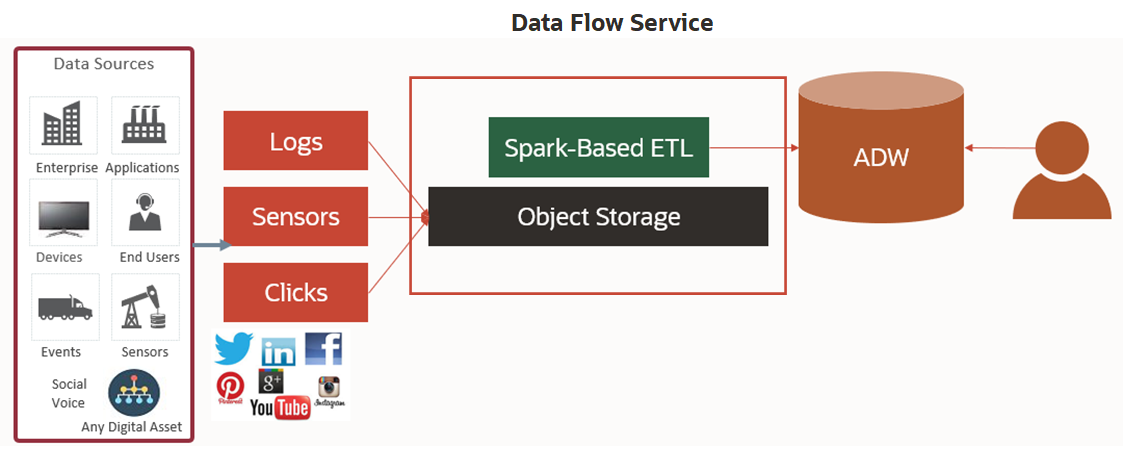 Data Flow Service
Data Sources
Enterprise
Applications
Devices
End Users
Events
Sensors
Social
Voice
Any Digital Asset
Logs
Sensors
Clicks
in
f
g+
Pinterest
YouTube
Instagram
Spark-Based ETL
Object Storage
ADW